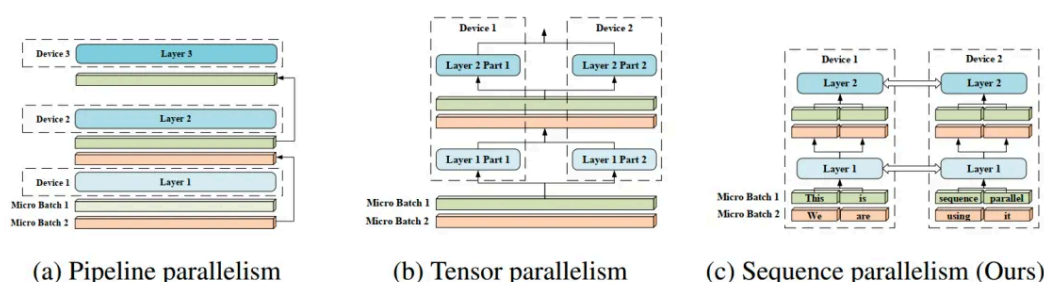 Device 3
Layer 3
Device 2
Layer 2
Device 1
Layer 1
Micro Batch 1
Micro Batch 2
(a) Pipeline parallelism
Device 1
Device 2
Layer 2 Part 1
Layer 2 Part 2
Layer 1 Part 1
Layer 1 Part 2
Micro Batch 1
Micro Batch 2
(b) Tensor parallelism
Device 1
Device 2
Layer 2
Layer 2
Layer 1
Layer 1
Micro Batch 1 This is sequence parallel
Micro Batch 2 We are using it
(c) Sequence parallelism (Ours)